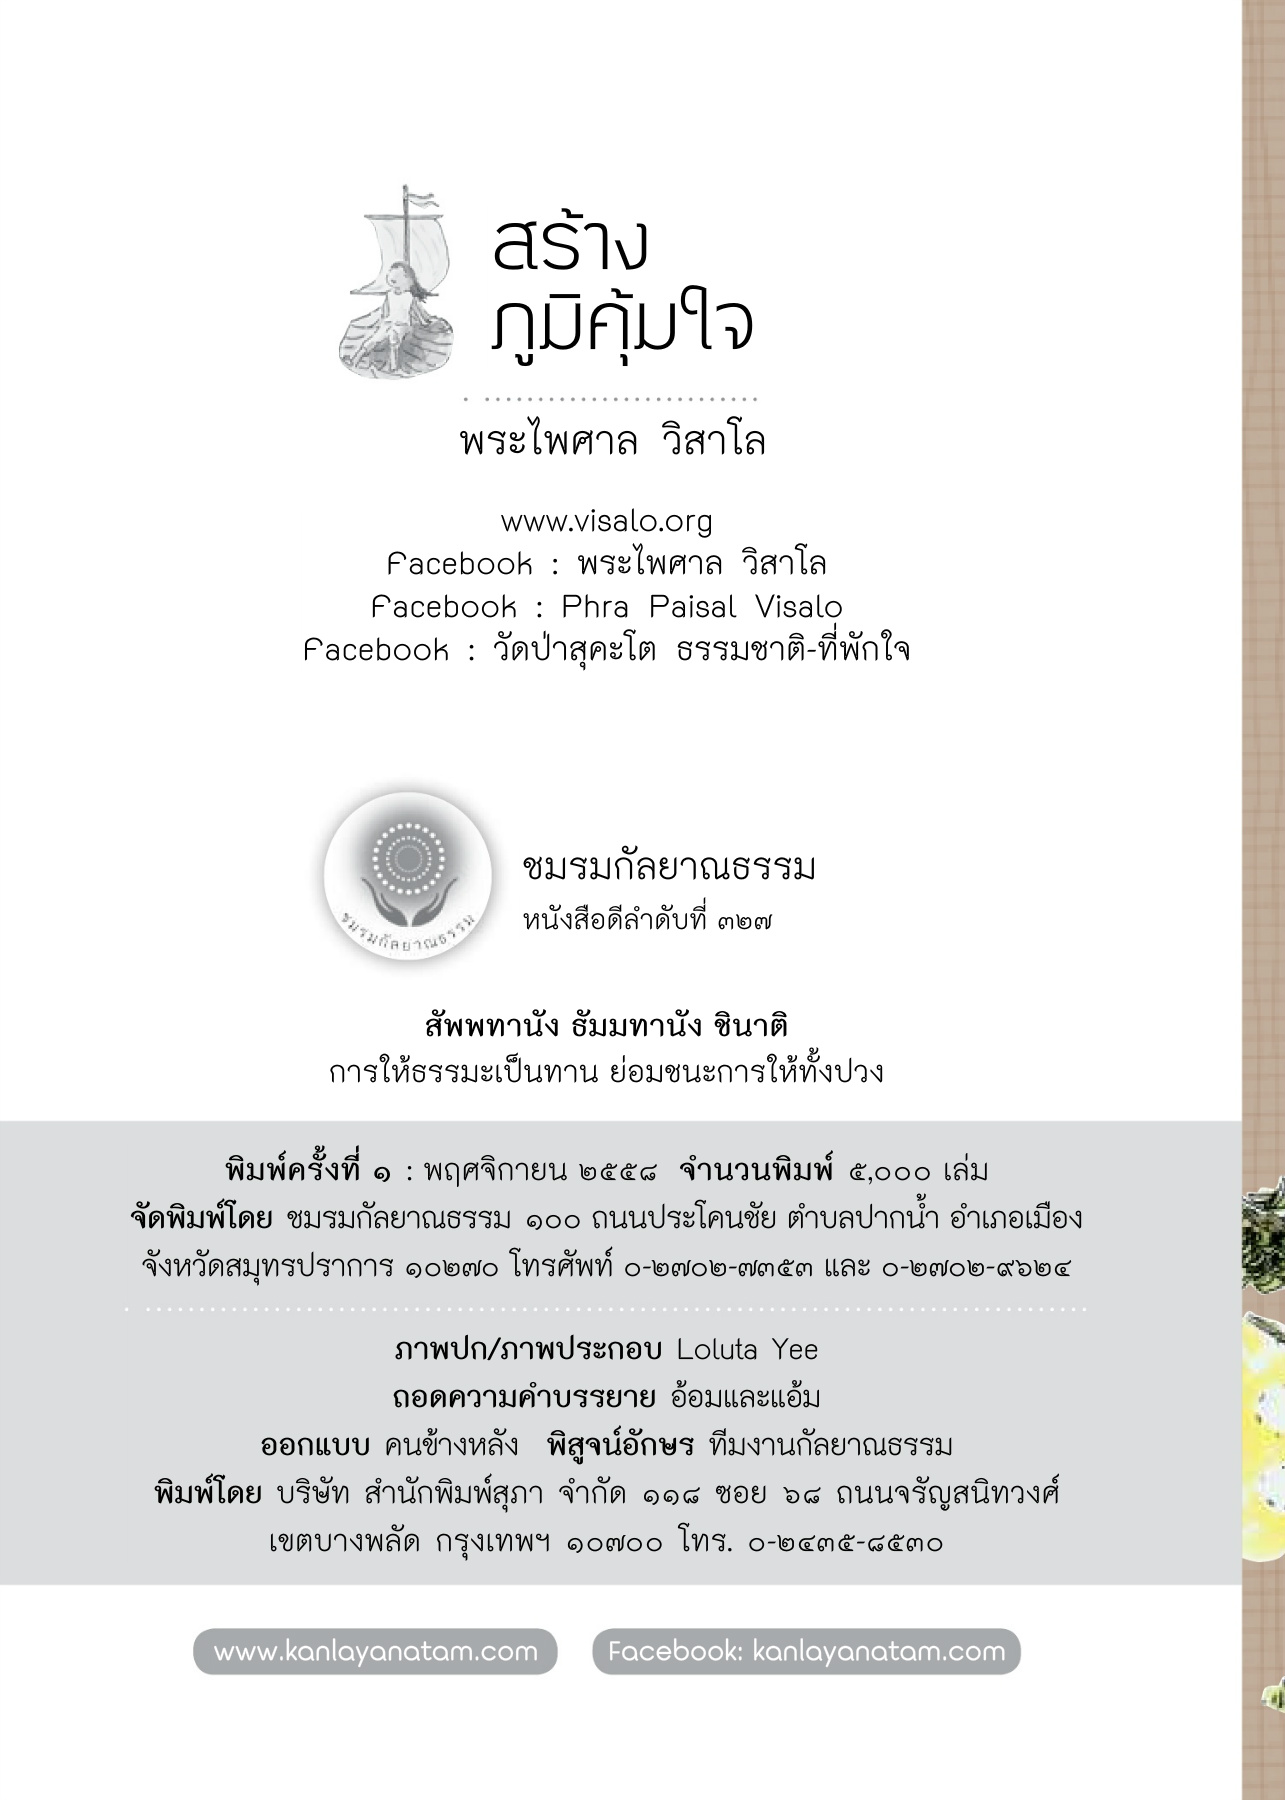 สร้าง
ภูมิคุ้มใจ
พระไพศาล วิสาโล
www.visalo.org
Facebook : พระไพศาล วิสาโล
Facebook : Phra Paisal Visalo
Facebook : วัดป่าสุคะโต ธรรมชาติ-ที่พักใจ
ชมรมกัลยาณธรรม
ชมรมกัลยาณธรรม
หนังสือดีลำดับที่ ๓๒๗
สัพพทานัง ธัมมทานัง ชินาติ
การให้ธรรมะเป็นทาน ย่อมชนะการให้ทั้งปวง
พิมพ์ครั้งที่ ๑ : พฤศจิกายน ๒๕๕๘ จำนวนพิมพ์ ๕,๐๐๐ เล่ม
จัดพิมพ์โดย ชมรมกัลยาณธรรม ๑๐๐ ถนนประโคนชัย ตำบลปากน้ำ อำเภอเมือง
จังหวัดสมุทรปราการ ๑๐๒๗๐ โทรศัพท์ ๐-๒๗๐๒-๗๓๕๓ และ ๐-๒๗๐๒-๙๖๒๔
ภาพปก/ภาพประกอบ Loluta Yee
ถอดความคำบรรยาย อ้อมและแอ้ม
ออกแบบ คนข้างหลัง พิสูจน์อักษร ทีมงานกัลยาณธรรม
พิมพ์โดย บริษัท สำนักพิมพ์สุภา จำกัด ๑๑๘ ซอย ๖๘ ถนนจรัญสนิทวงศ์
เขตบางพลัด กรุงเทพฯ ๑๐๗๐๐ โทร. ๐-๒๔๓๕-๘๕๓๐
www.kanlayanatam.com
Facebook: kanlayanatam.com